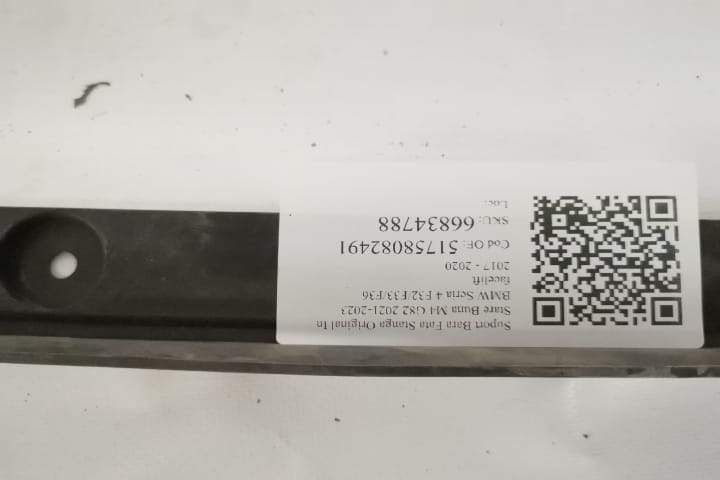 Suport Bara Fata Stanga Original In
Stare Buna M4 G82 2021-2023
BMW Seria 4 F32/F33/F36
facelift
2017 - 2020
Cod OE: 51758082491
SKU: 66834788
Loc: